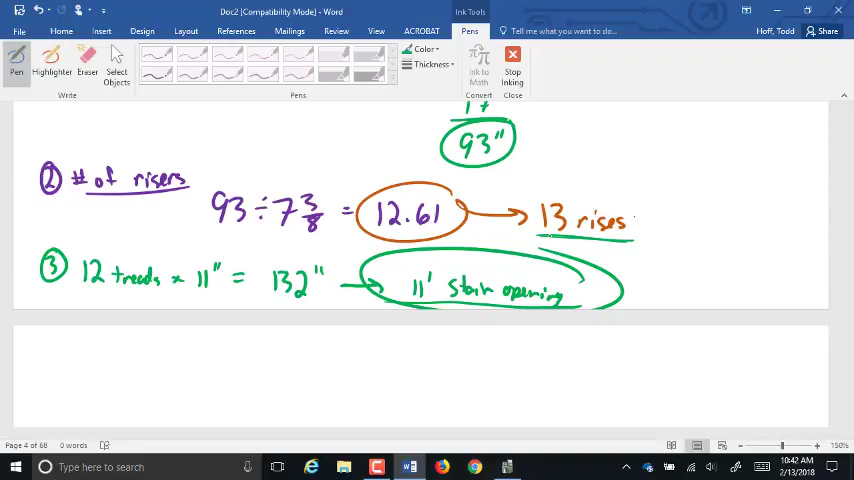 Doc2 [Compatibility Mode] - Word
Ink Tools
File Home Insert Design Layout References Mailings Review View ACROBAT Pens Tell me what you want to do... Hoff, Todd Share
Pen Highlighter Eraser Select Objects
Color
Thickness
Ink to Math
Stop Inking
Write Pens Convert Close
93"
② # of risers
93 ÷ 7 3/8 = 12.61 → 13 rises
③ 12 treads × 11" = 132" → 11' stair opening
Page 4 of 68 0 words 150%
Type here to search
10:42 AM
2/13/2018